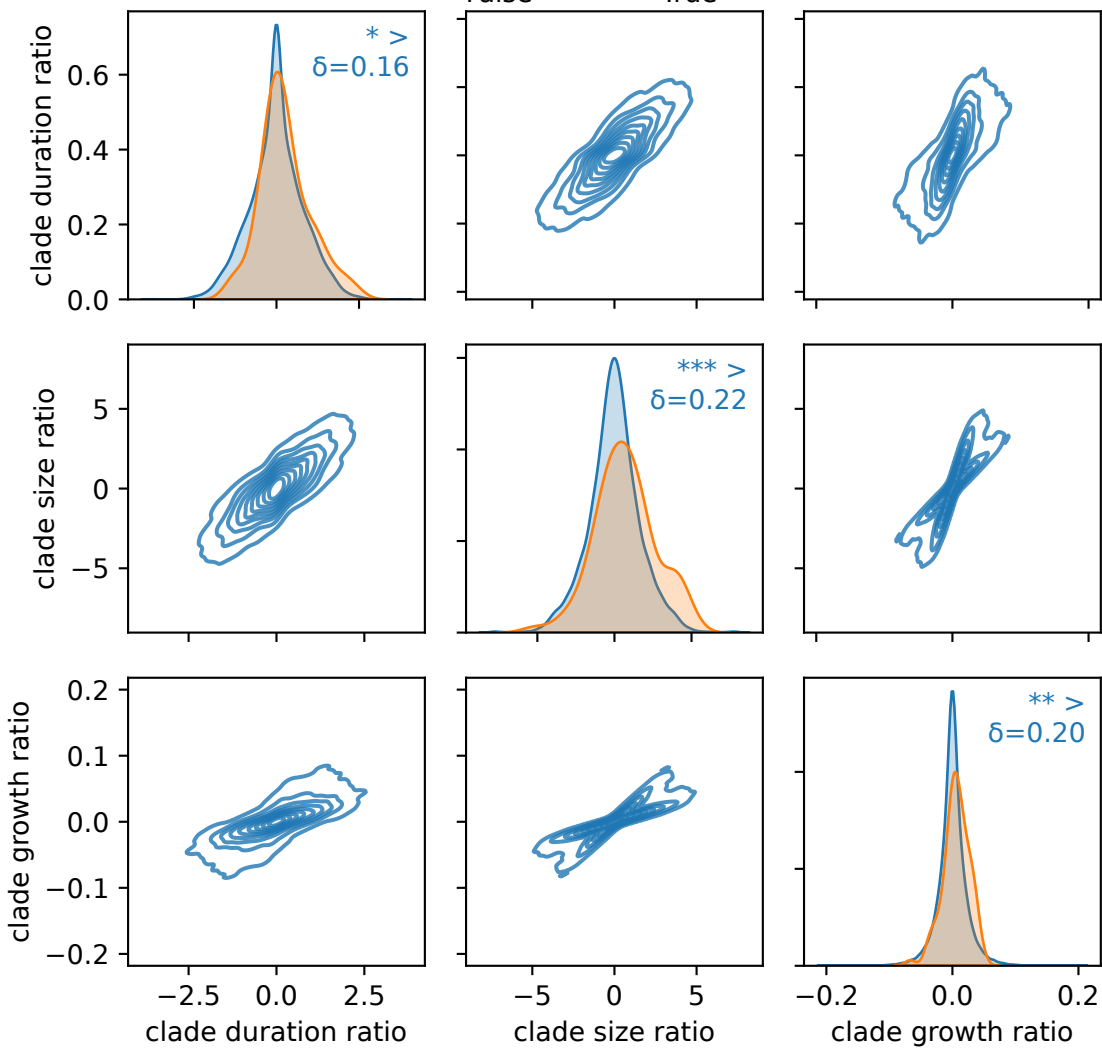 clade duration ratio
0.6
0.4
0.2
0.0
* >
δ=0.16
clade size ratio
5
0
−5
*** >
δ=0.22
clade growth ratio
0.2
0.1
0.0
−0.1
−0.2
** >
δ=0.20
−2.5 0.0 2.5
−5 0 5
−0.2 0.0 0.2
clade duration ratio
clade size ratio
clade growth ratio